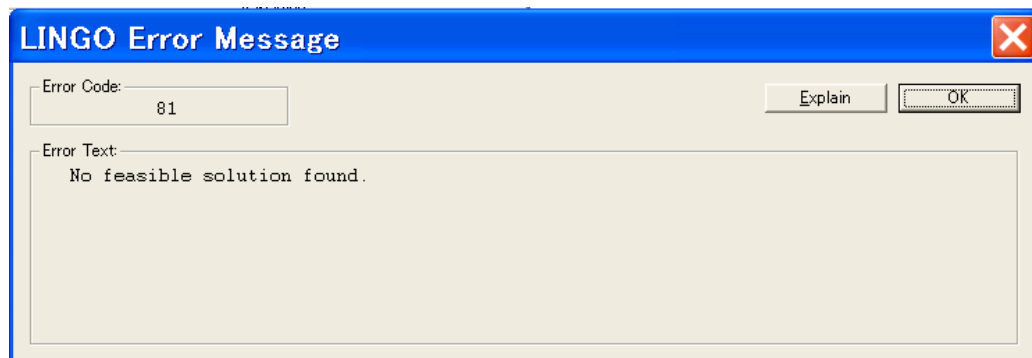 LINGO Error Message
Error Code:
81
Explain
OK
Error Text:
No feasible solution found.